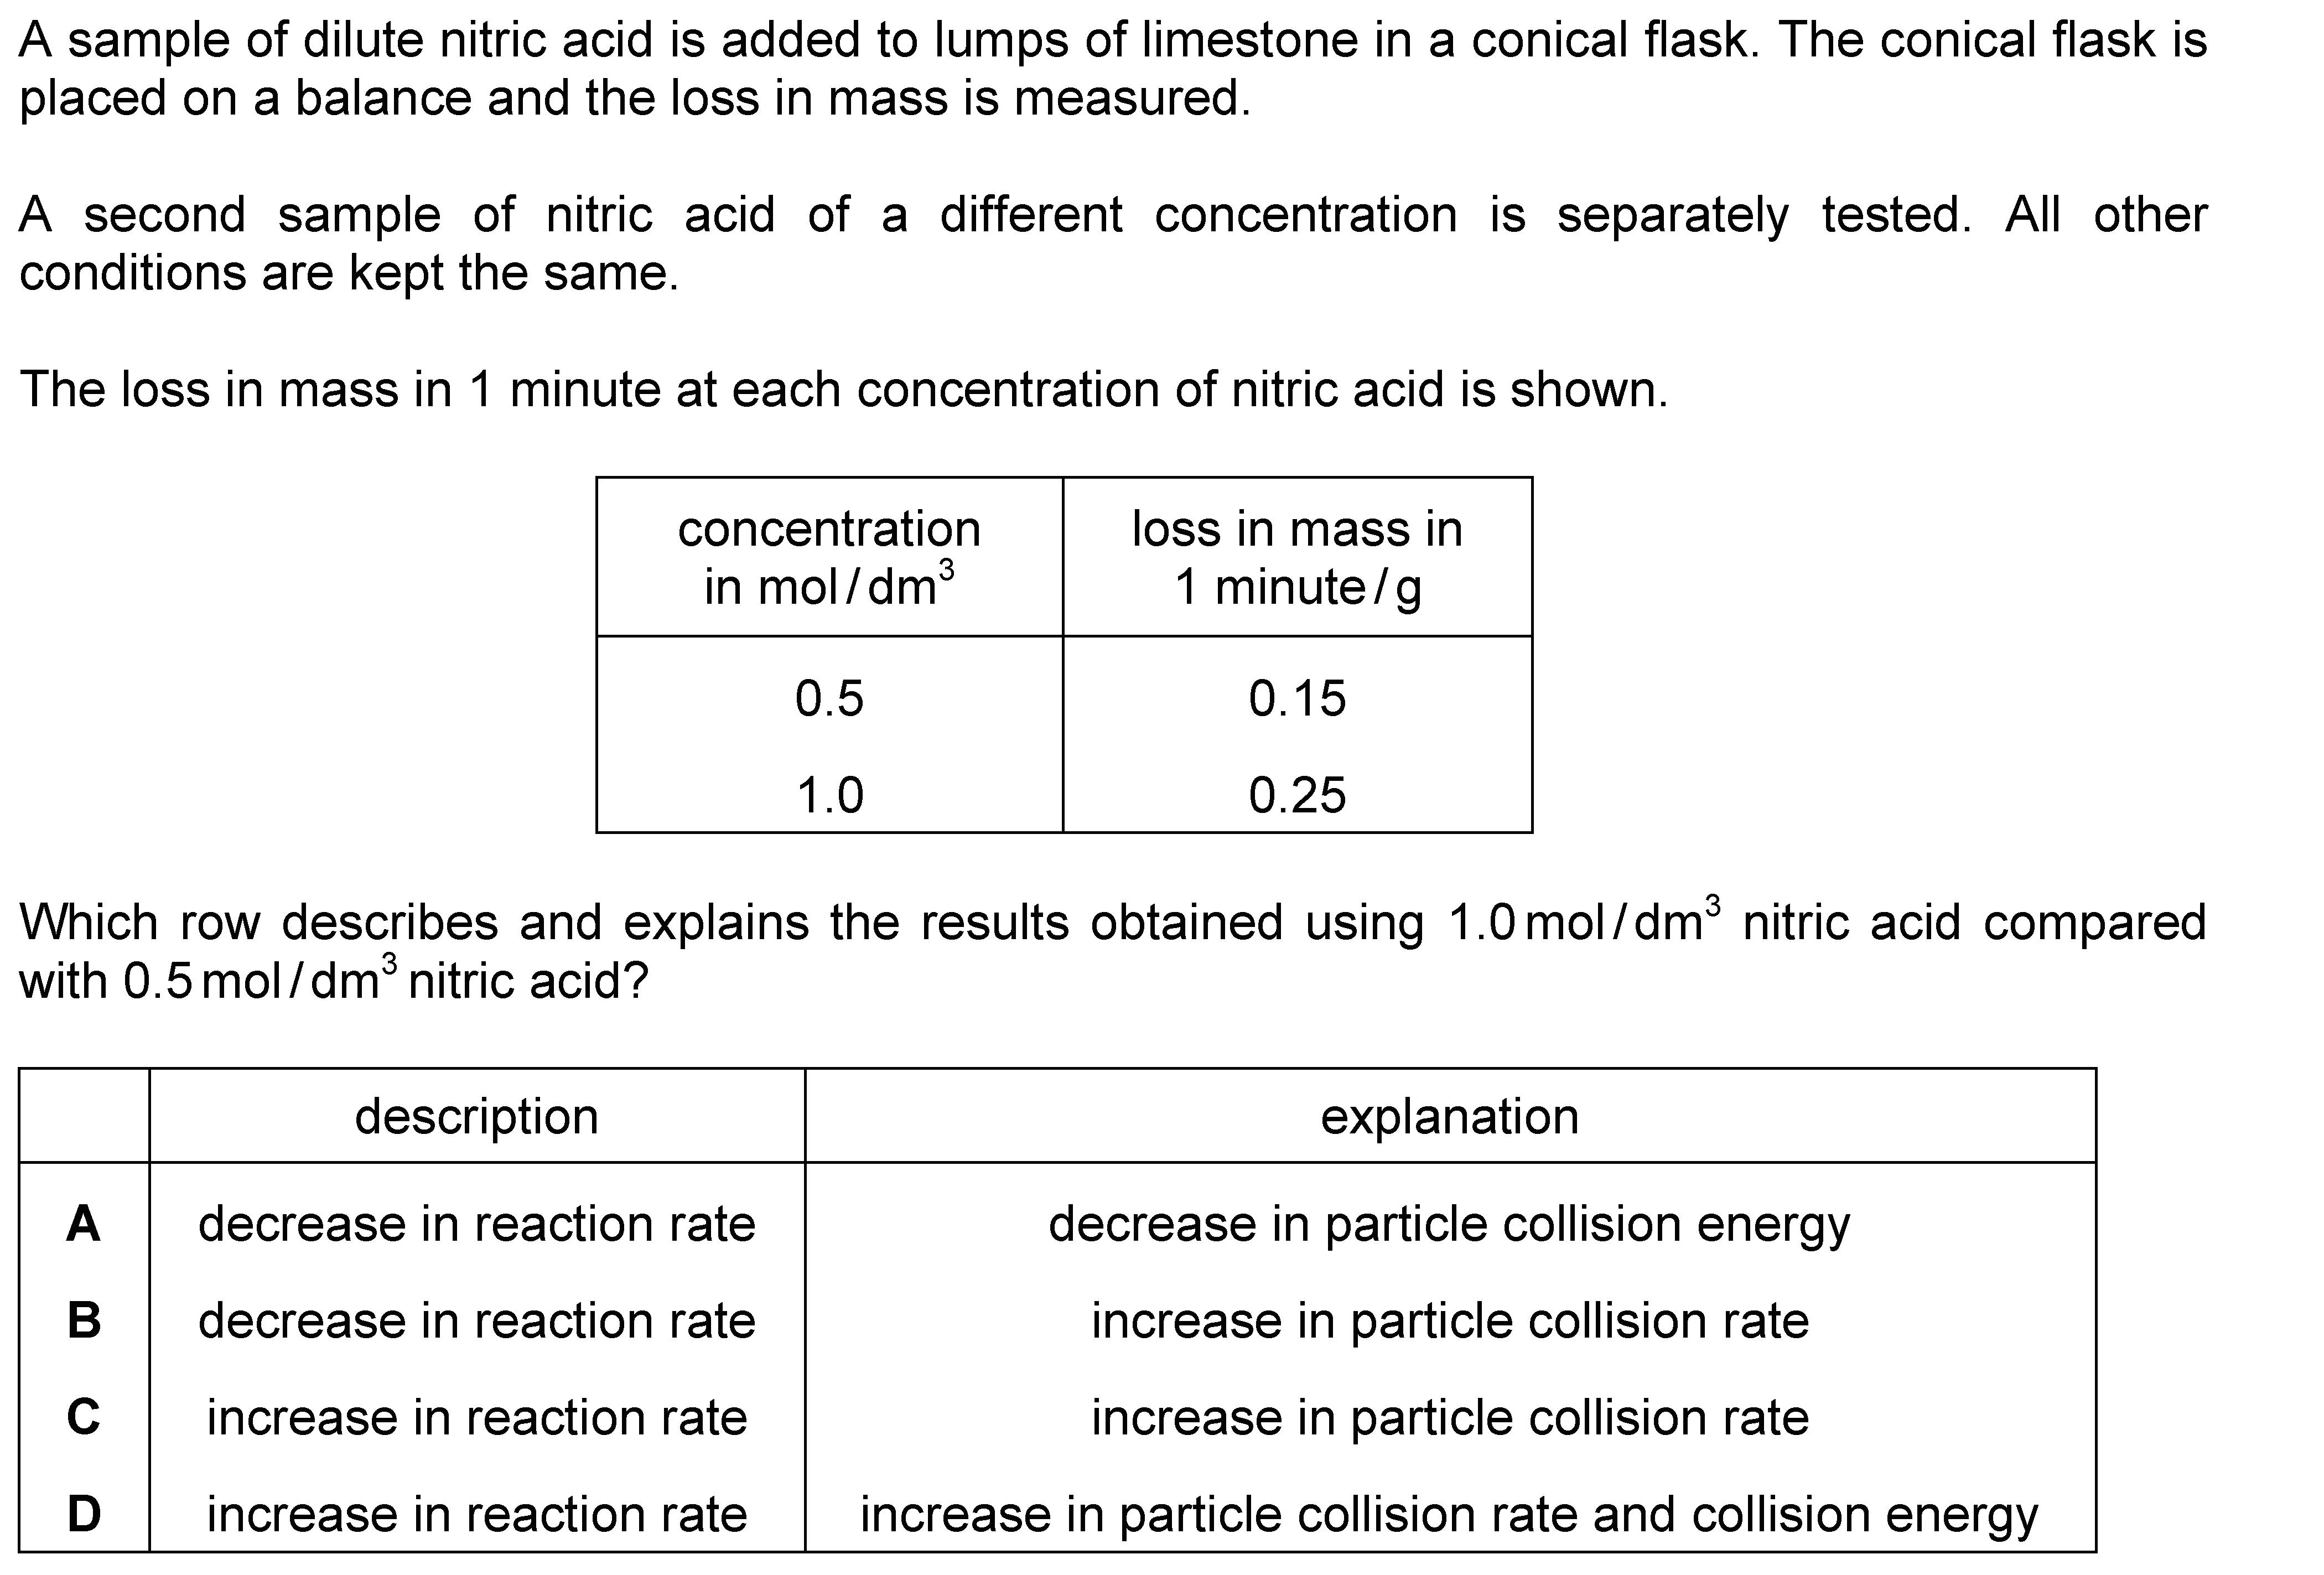 A sample of dilute nitric acid is added to lumps of limestone in a conical flask. The conical flask is
placed on a balance and the loss in mass is measured.
A second sample of nitric acid of a different concentration is separately tested. All other
conditions are kept the same.
The loss in mass in 1 minute at each concentration of nitric acid is shown.
concentration in mol/dm³ loss in mass in 1 minute/g
0.5 0.15
1.0 0.25
Which row describes and explains the results obtained using 1.0 mol/dm³ nitric acid compared
with 0.5 mol/dm³ nitric acid?
description explanation
A decrease in reaction rate decrease in particle collision energy
B decrease in reaction rate increase in particle collision rate
C increase in reaction rate increase in particle collision rate
D increase in reaction rate increase in particle collision rate and collision energy